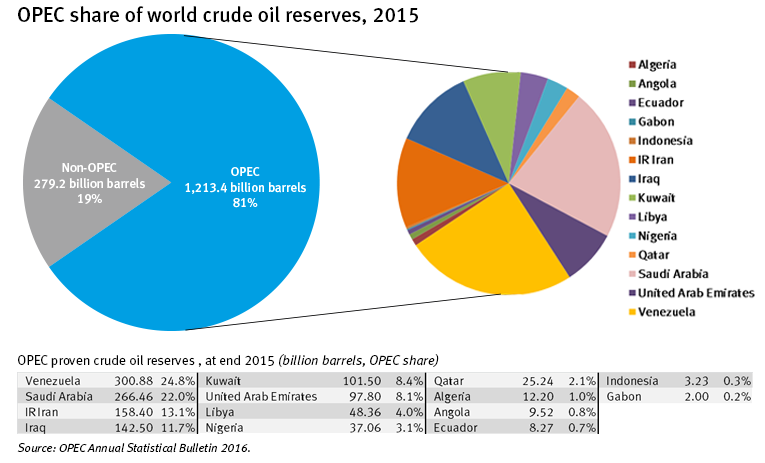 OPEC share of world crude oil reserves, 2015
Non-OPEC
279.2 billion barrels
19%
OPEC
1,213.4 billion barrels
81%
Algeria
Angola
Ecuador
Gabon
Indonesia
IR Iran
Iraq
Kuwait
Libya
Nigeria
Qatar
Saudi Arabia
United Arab Emirates
Venezuela
OPEC proven crude oil reserves , at end 2015 (billion barrels, OPEC share)
Venezuela 300.88 24.8% Kuwait 101.50 8.4% Qatar 25.24 2.1% Indonesia 3.23 0.3%
Saudi Arabia 266.46 22.0% United Arab Emirates 97.80 8.1% Algeria 12.20 1.0% Gabon 2.00 0.2%
IR Iran 158.40 13.1% Libya 48.36 4.0% Angola 9.52 0.8%
Iraq 142.50 11.7% Nigeria 37.06 3.1% Ecuador 8.27 0.7%
Source: OPEC Annual Statistical Bulletin 2016.